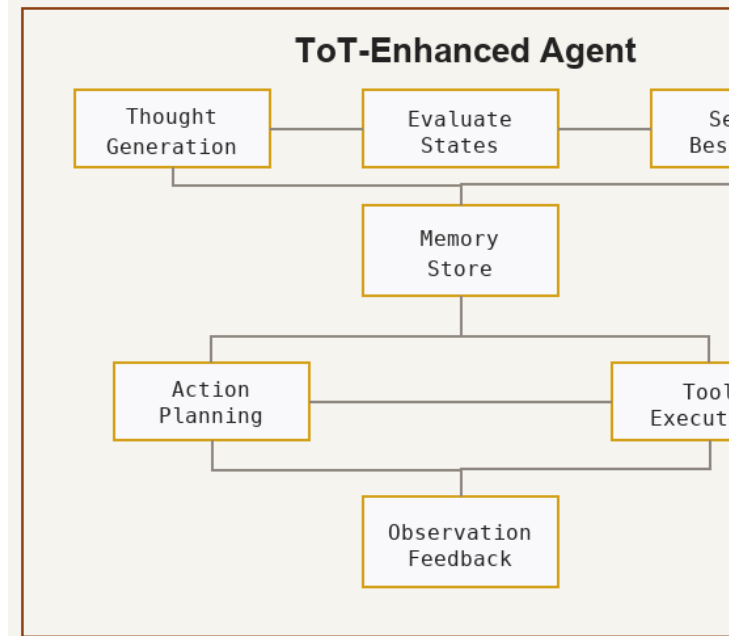 ToT-Enhanced Agent
Thought
Generation
Evaluate
States
Memory
Store
Action
Planning
Observation
Feedback